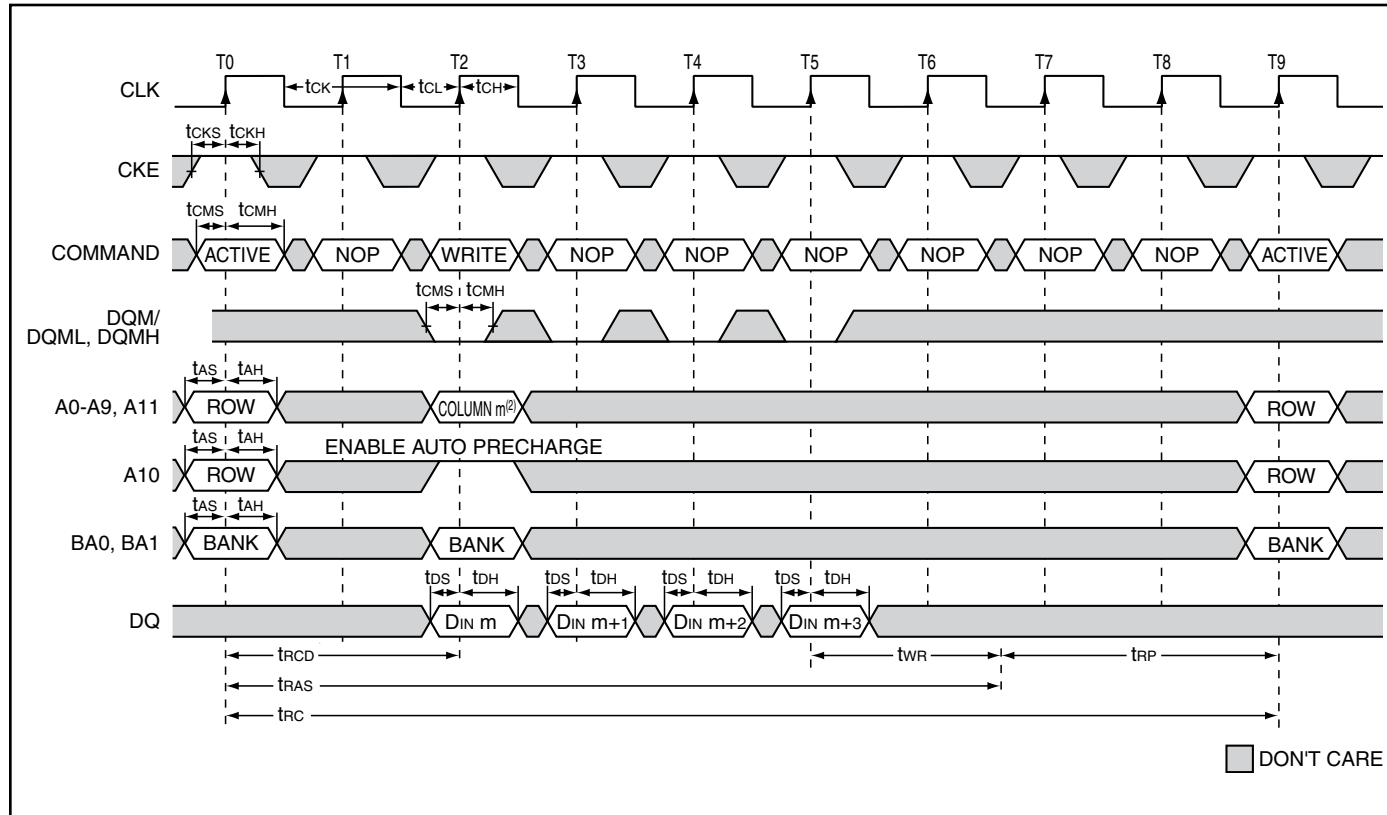 T0 T1 T2 T3 T4 T5 T6 T7 T8 T9
CLK
tCK tCL tCH
tCKS tCKH
CKE
tCMS tCMH
COMMAND ACTIVE NOP WRITE NOP NOP NOP NOP NOP NOP ACTIVE
tCMS tCMH
DQM/
DQML, DQMH
tAS tAH
A0-A9, A11 ROW COLUMN m(2) ROW
tAS tAH ENABLE AUTO PRECHARGE
A10 ROW ROW
tAS tAH
BA0, BA1 BANK BANK BANK
tDS tDH tDS tDH tDS tDH tDS tDH
DQ DIN m DIN m+1 DIN m+2 DIN m+3
tRCD tWR tRP
tRAS
tRC
DON'T CARE